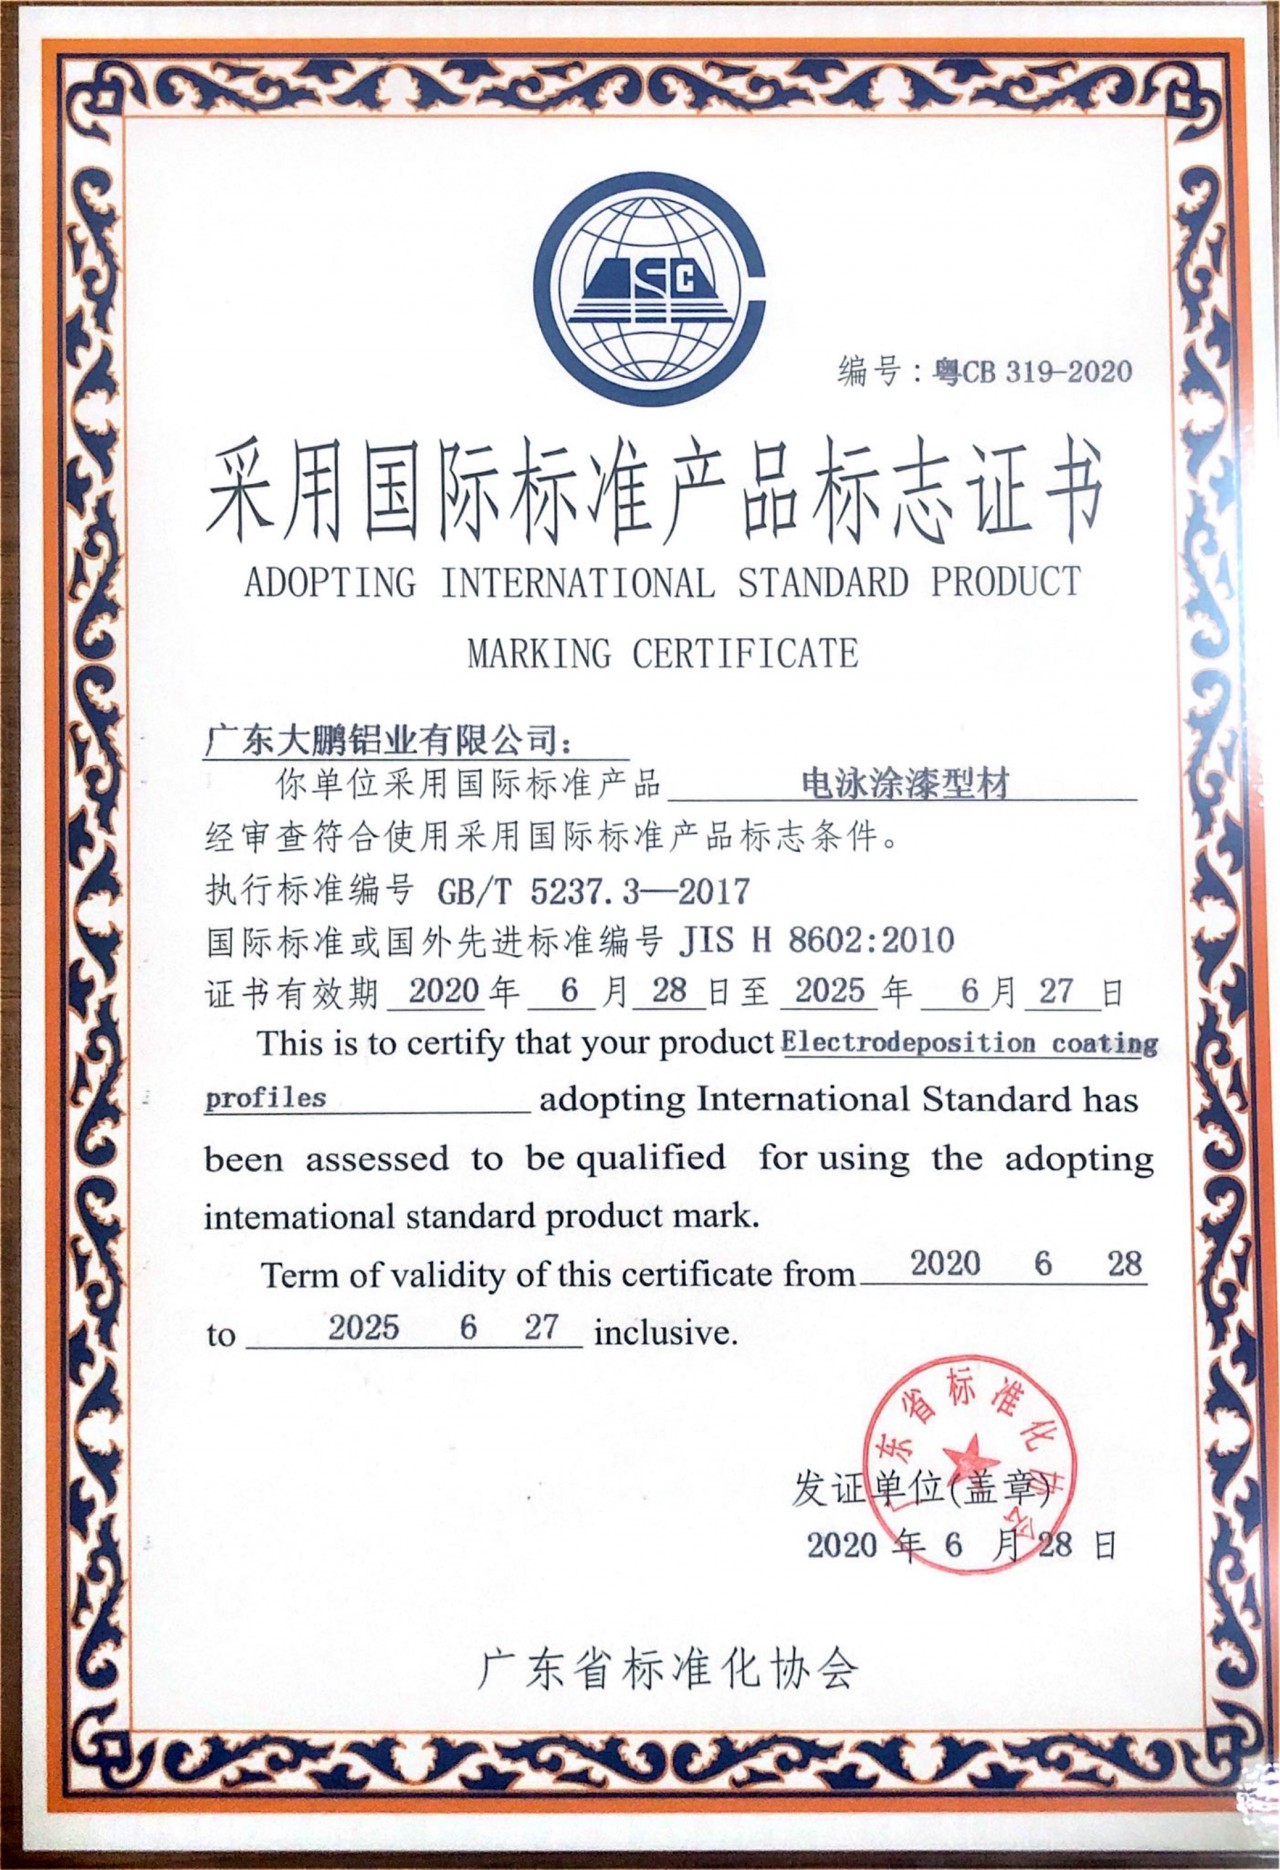 ASC
编号：粤CB 319-2020
采用国际标准产品标志证书
ADOPTING INTERNATIONAL STANDARD PRODUCT
MARKING CERTIFICATE
广东大鹏铝业有限公司：
你单位采用国际标准产品 电泳涂漆型材
经审查符合使用采用国际标准产品标志条件。
执行标准编号 GB/T 5237.3—2017
国际标准或国外先进标准编号 JIS H 8602:2010
证书有效期 2020 年 6 月 28 日至 2025 年 6 月 27 日
This is to certify that your product Electrodeposition coating
profiles adopting International Standard has
been assessed to be qualified for using the adopting
intemational standard product mark.
Term of validity of this certificate from 2020 6 28
to 2025 6 27 inclusive.
广东省标准化协会
发证单位(盖章)
2020 年 6 月 28 日
广东省标准化协会